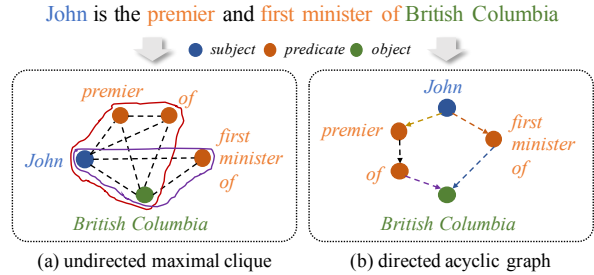 John is the premier and first minister of British Columbia
subject predicate object
premier
of
John
first
minister
of
British Columbia
(a) undirected maximal clique
John
premier
first
minister
of
of
British Columbia
(b) directed acyclic graph